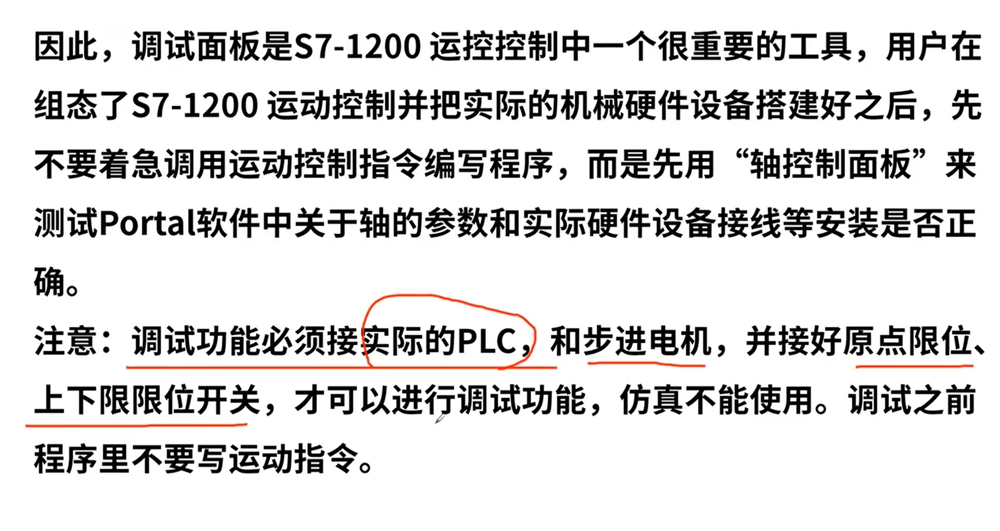 因此，调试面板是S7-1200 运控控制中一个很重要的工具，用户在
组态了S7-1200 运动控制并把实际的机械硬件设备搭建好之后，先
不要着急调用运动控制指令编写程序，而是先用“轴控制面板”来
测试Portal软件中关于轴的参数和实际硬件设备接线等安装是否正
确。
注意：调试功能必须接实际的PLC，和步进电机，并接好原点限位、
上下限限位开关，才可以进行调试功能，仿真不能使用。调试之前
程序里不要写运动指令。